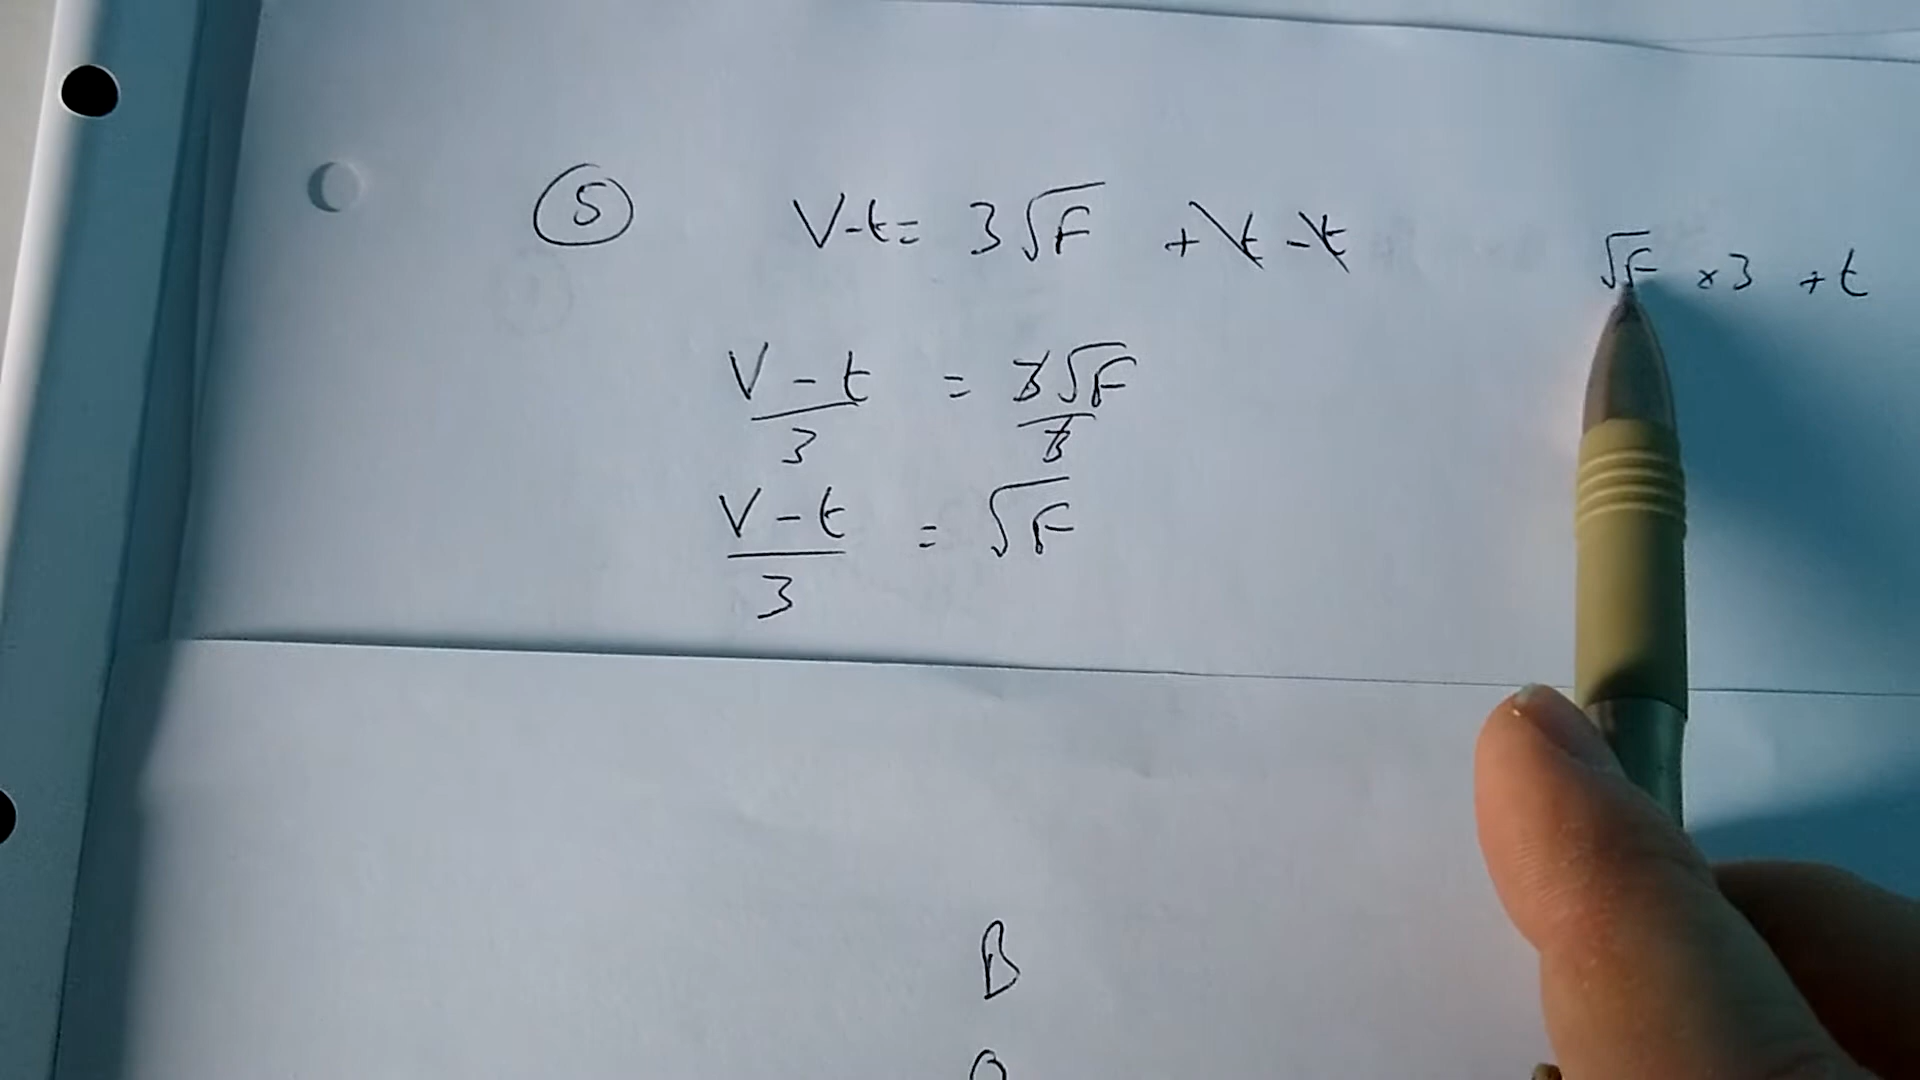 5 V-t = 3√F + t - t
√F × 3 + t
V - t / 3 = 3√F / 3
V - t / 3 = √F
B